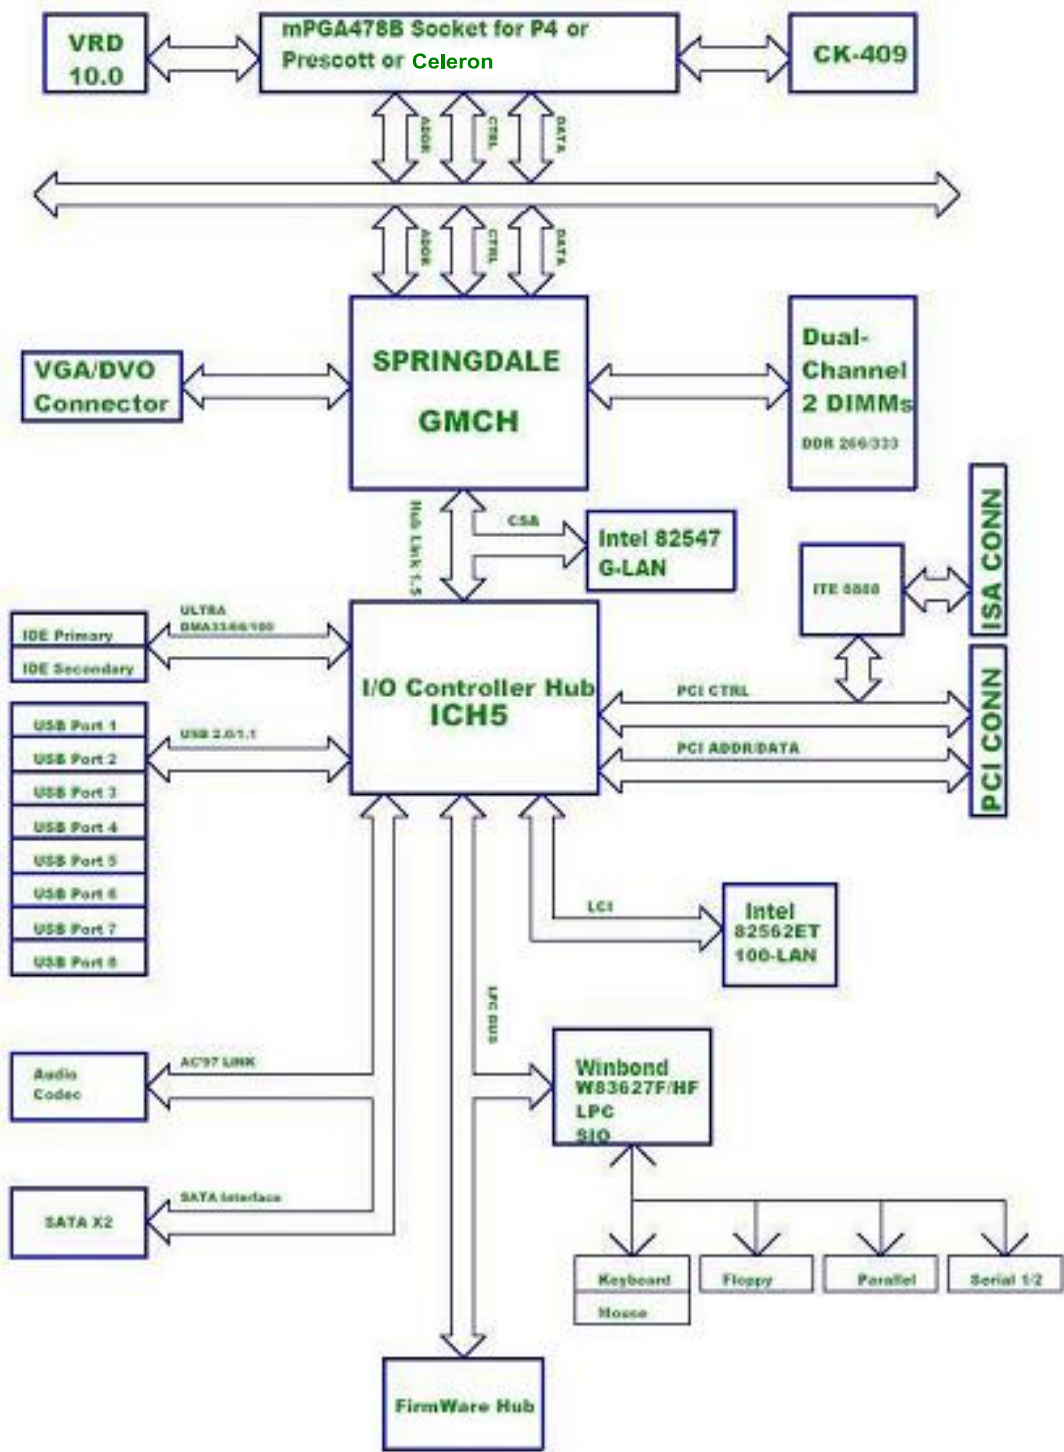 VRD
10.0
mPGA478B Socket for P4 or
Prescott or Celeron
CK-409
ADDR
CTRL
DATA
ADDR
CTRL
DATA
SPRINGDALE
GMCH
VGA/DVO
Connector
Dual-
Channel
2 DIMMs
DDR 266/333
Hub Link 1.5
CSA
Intel 82547
G-LAN
ITE 8888
ISA CONN
ULTRA
DMA33/66/100
IDE Primary
IDE Secondary
I/O Controller Hub
ICH5
PCI CTRL
PCI ADDR/DATA
PCI CONN
USB 2.0/1.1
USB Port 1
USB Port 2
USB Port 3
USB Port 4
USB Port 5
USB Port 6
USB Port 7
USB Port 8
LCI
Intel
82562ET
100-LAN
LPC BUS
AC'97 LINK
Audio
Codec
Winbond
W83627F/HF
LPC
SIO
SATA Interface
SATA X2
Keyboard
Mouse
Floppy
Parallel
Serial 1/2
FirmWare Hub